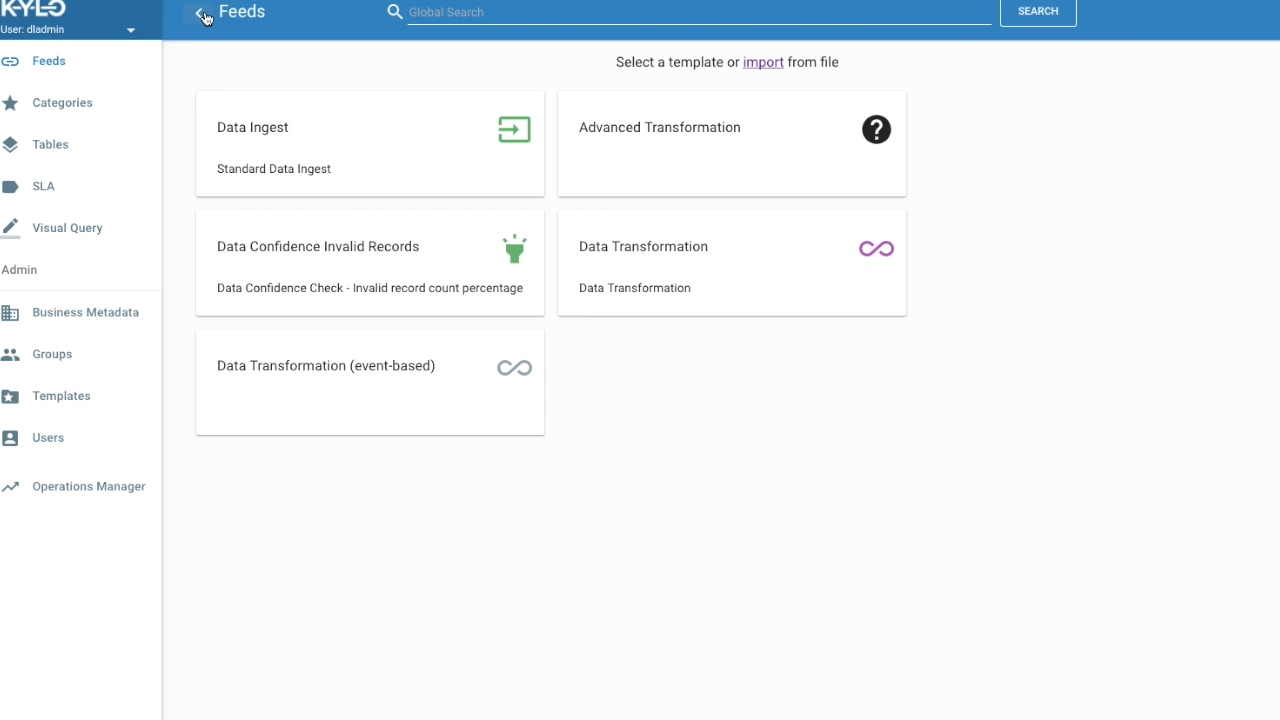 KYLO
User: dladmin
Feeds
Global Search
SEARCH
Feeds
Categories
Tables
SLA
Visual Query
Admin
Business Metadata
Groups
Templates
Users
Operations Manager
Select a template or import from file
Data Ingest
Standard Data Ingest
Advanced Transformation
Data Confidence Invalid Records
Data Confidence Check - Invalid record count percentage
Data Transformation
Data Transformation
Data Transformation (event-based)